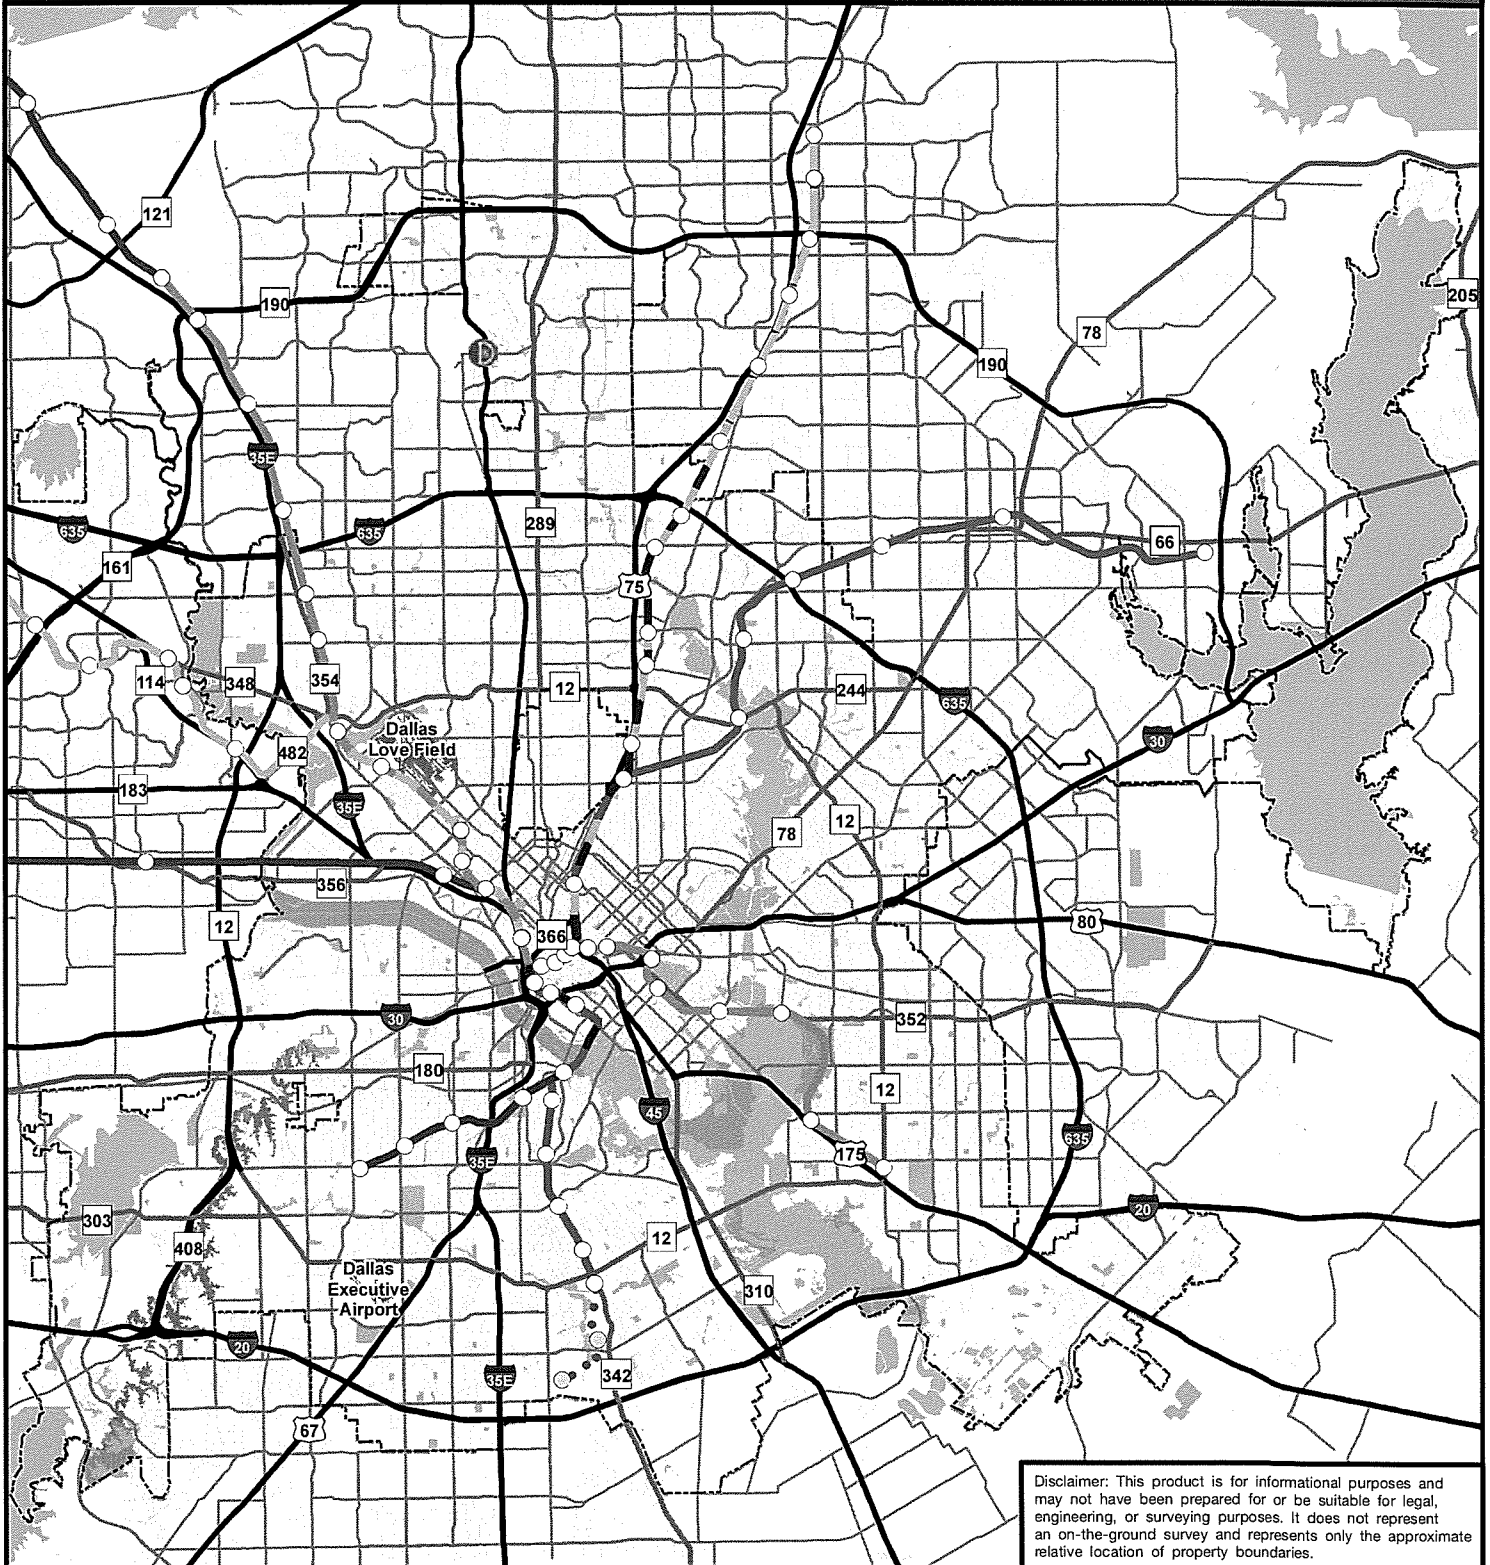 121
205
190
78
190
35E
635
635
289
161
66
75
114
348
354
12
244
635
Dallas
Love Field
482
30
183
35E
78
12
356
12
366
80
30
352
180
12
45
635
175
35E
20
303
12
408
Dallas
Executive
Airport
310
20
35E
342
67
Disclaimer: This product is for informational purposes and
may not have been prepared for or be suitable for legal,
engineering, or surveying purposes. It does not represent
an on-the-ground survey and represents only the approximate
relative location of property boundaries.